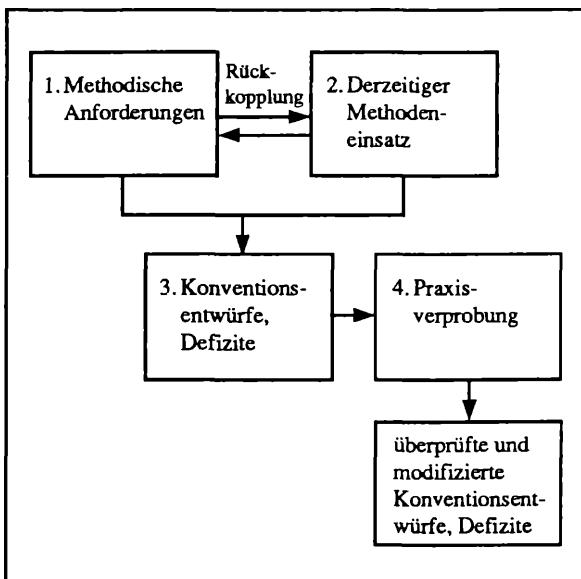 1. Methodische
Anforderungen
Rück-
kopplung
2. Derzeitiger
Methoden-
einsatz
3. Konventions-
entwürfe,
Defizite
4. Praxis-
verprobung
überprüfte und
modifizierte
Konventionsent-
würfe, Defizite